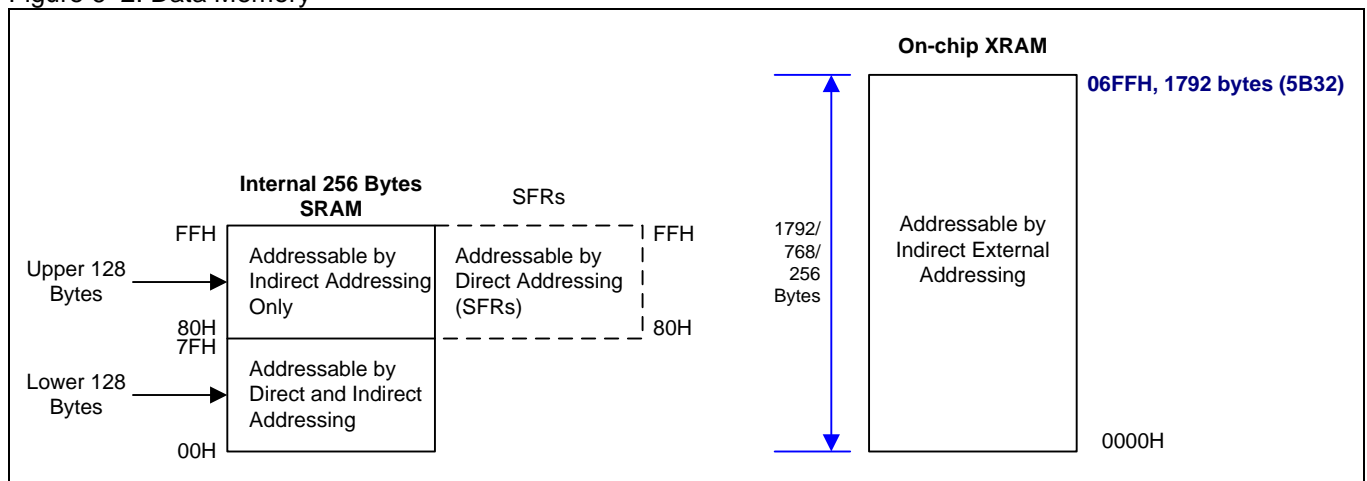 Figure 5-2. Data Memory
On-chip XRAM
06FFH, 1792 bytes (5B32)
Internal 256 Bytes
SRAM
SFRs
FFH
FFH
Upper 128
Bytes
Addressable by
Indirect Addressing
Only
Addressable by
Direct Addressing
(SFRs)
80H
80H
7FH
Lower 128
Bytes
Addressable by
Direct and Indirect
Addressing
00H
1792/
768/
256
Bytes
Addressable by
Indirect External
Addressing
0000H